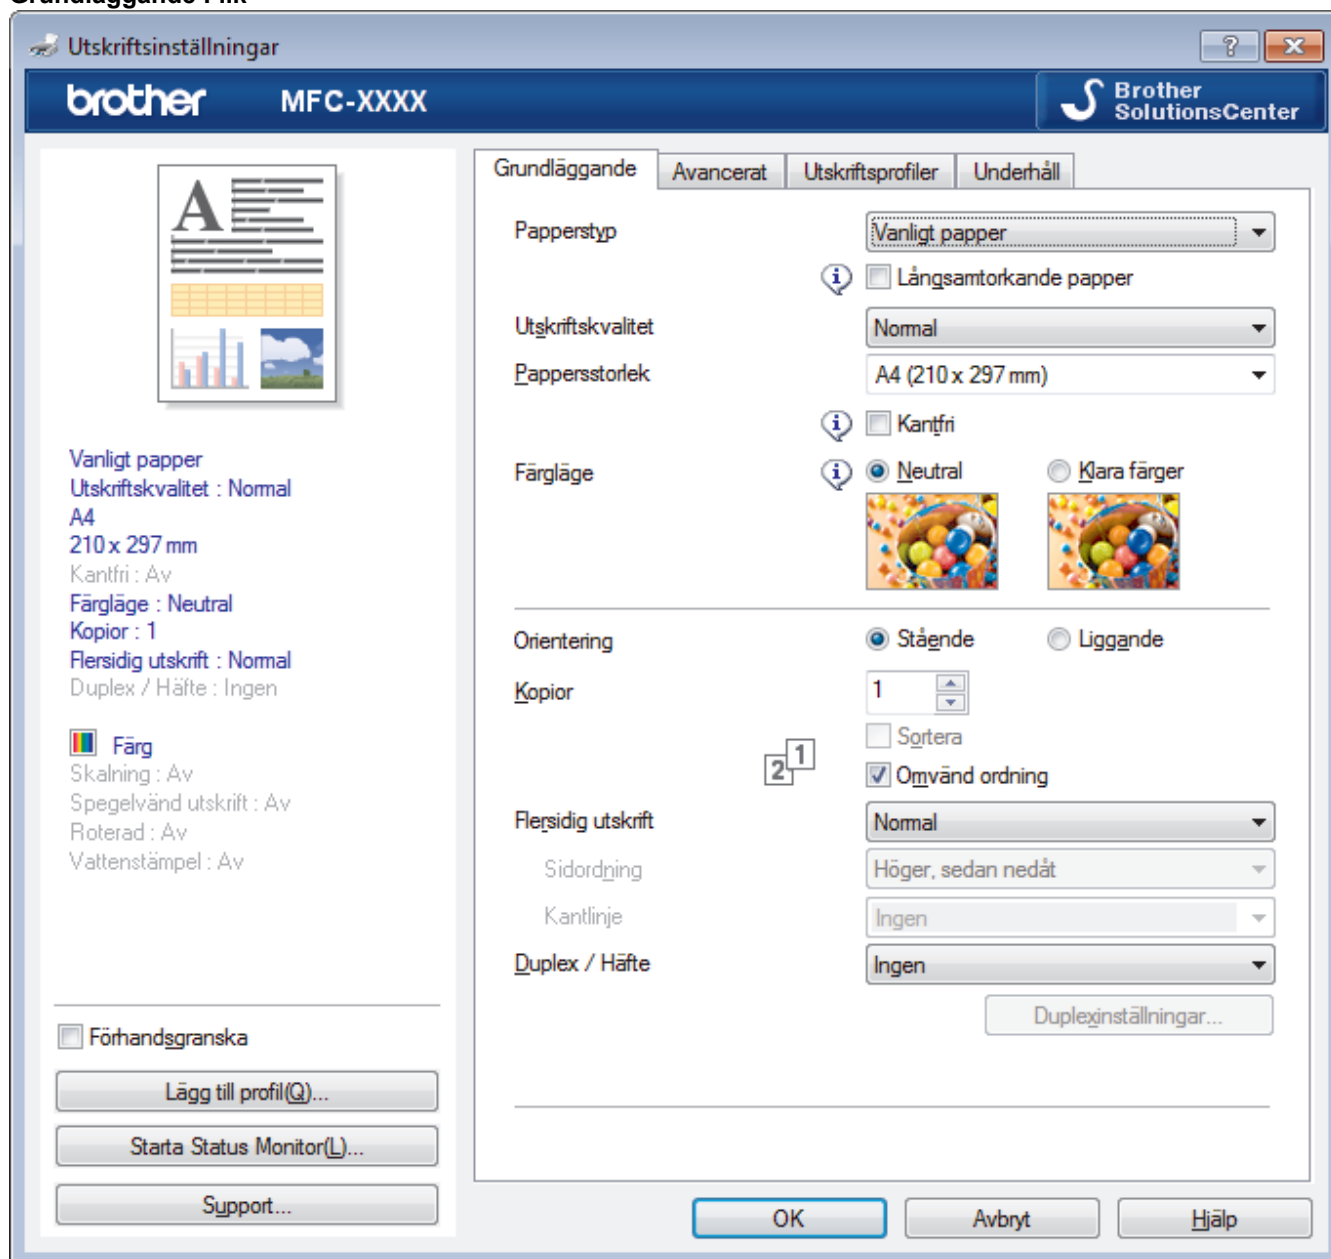 Utskriftsinställningar
brother MFC-XXXX
Brother
SolutionsCenter
A
Vanligt papper
Utskriftskvalitet : Normal
A4
210 x 297 mm
Kantfri : Av
Färgläge : Neutral
Kopior : 1
Flersidig utskrift : Normal
Duplex / Häfte : Ingen
Färg
Skalning : Av
Spegelvänd utskrift : Av
Roterad : Av
Vattenstämpel : Av
Förhandsgranska
Lägg till profil(Q)...
Starta Status Monitor(L)...
Support...
Grundläggande Avancerat Utskriftsprofiler Underhåll
Papperstyp Vanligt papper
Långsamtorkande papper
Utskriftskvalitet Normal
Pappersstorlek A4 (210 x 297 mm)
Kantfri
Färgläge Neutral Klara färger
Orientering Stående Liggande
Kopior 1
Sortera
2 1 Omvänd ordning
Flersidig utskrift Normal
Sidordning Höger, sedan nedåt
Kantlinje Ingen
Duplex / Häfte Ingen
Duplexinställningar...
OK Avbryt Hjälp